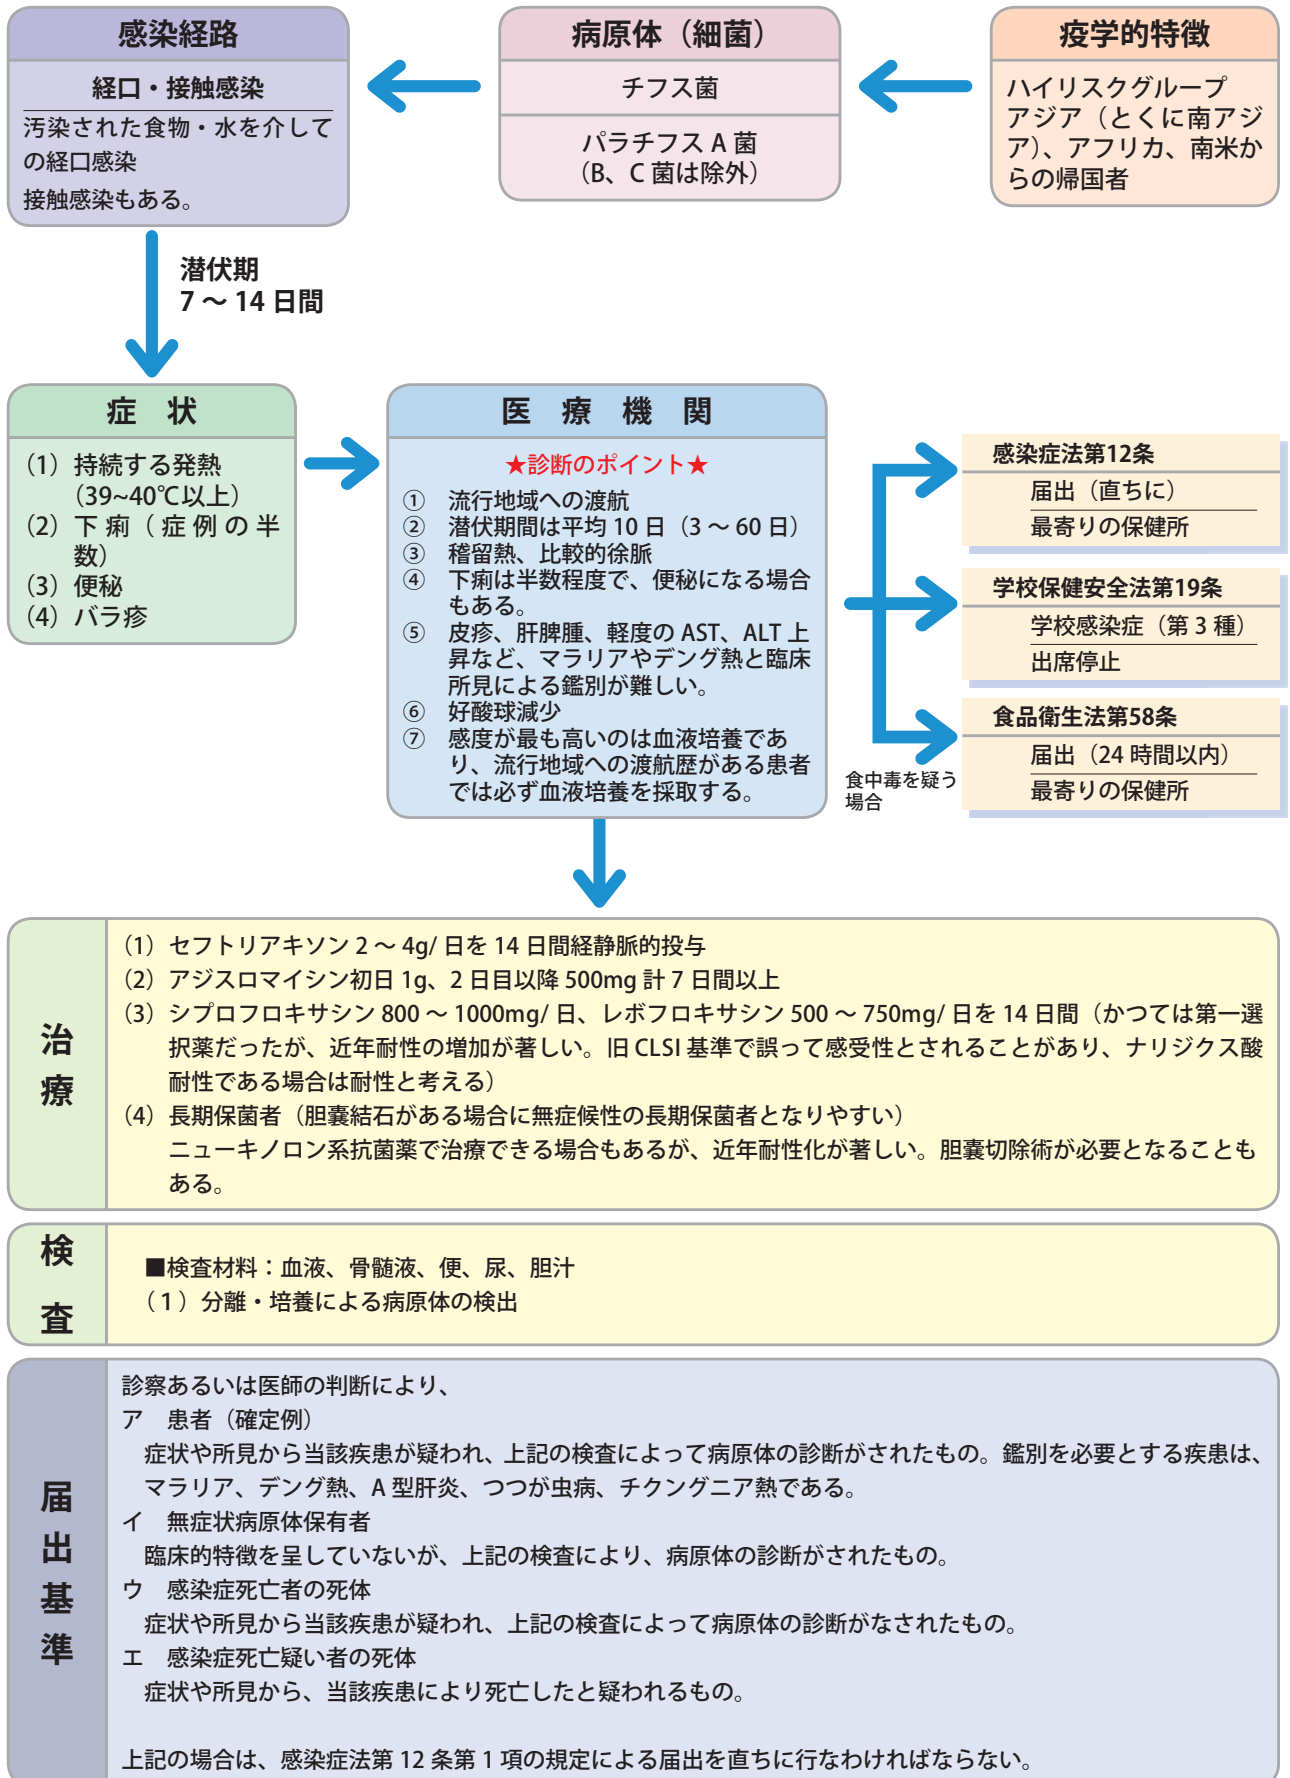 感染経路
経口・接触感染
汚染された食物・水を介して
の経口感染
接触感染もある。
病原体（細菌）
チフス菌
パラチフス A 菌
（B、C 菌は除外）
疫学的特徴
ハイリスクグループ
アジア（とくに南アジ
ア）、アフリカ、南米か
らの帰国者
潜伏期
7 ～ 14 日間
症　状
（1）持続する発熱
（39~40℃以上）
（2）下 痢（ 症 例 の 半
数）
（3）便秘
（4）バラ疹
医　療　機　関
★診断のポイント★
①　流行地域への渡航
②　潜伏期間は平均 10 日（3 ～ 60 日）
③　稽留熱、比較的徐脈
④　下痢は半数程度で、便秘になる場合
もある。
⑤　皮疹、肝脾腫、軽度の AST、ALT 上
昇など、マラリアやデング熱と臨床
所見による鑑別が難しい。
⑥　好酸球減少
⑦　感度が最も高いのは血液培養であ
り、流行地域への渡航歴がある患者
では必ず血液培養を採取する。
感染症法第12条
届出（直ちに）
最寄りの保健所
学校保健安全法第19条
学校感染症（第 3 種）
出席停止
食品衛生法第58条
届出（24 時間以内）
最寄りの保健所
食中毒を疑う
場合
治
療
（1）セフトリアキソン 2 ～ 4g/ 日を 14 日間経静脈的投与
（2）アジスロマイシン初日 1g、2 日目以降 500mg 計 7 日間以上
（3）シプロフロキサシン 800 ～ 1000mg/ 日、レボフロキサシン 500 ～ 750mg/ 日を 14 日間（かつては第一選
択薬だったが、近年耐性の増加が著しい。旧 CLSI 基準で誤って感受性とされることがあり、ナリジクス酸
耐性である場合は耐性と考える）
（4）長期保菌者（胆嚢結石がある場合に無症候性の長期保菌者となりやすい）
ニューキノロン系抗菌薬で治療できる場合もあるが、近年耐性化が著しい。胆嚢切除術が必要となることも
ある。
検
査
■検査材料：血液、骨髄液、便、尿、胆汁
（１）分離・培養による病原体の検出
届
出
基
準
診察あるいは医師の判断により、
ア　患者（確定例）
症状や所見から当該疾患が疑われ、上記の検査によって病原体の診断がされたもの。鑑別を必要とする疾患は、
マラリア、デング熱、A 型肝炎、つつが虫病、チクングニア熱である。
イ　無症状病原体保有者
臨床的特徴を呈していないが、上記の検査により、病原体の診断がされたもの。
ウ　感染症死亡者の死体
症状や所見から当該疾患が疑われ、上記の検査によって病原体の診断がなされたもの。
エ　感染症死亡疑い者の死体
症状や所見から、当該疾患により死亡したと疑われるもの。
上記の場合は、感染症法第 12 条第 1 項の規定による届出を直ちに行なわければならない。